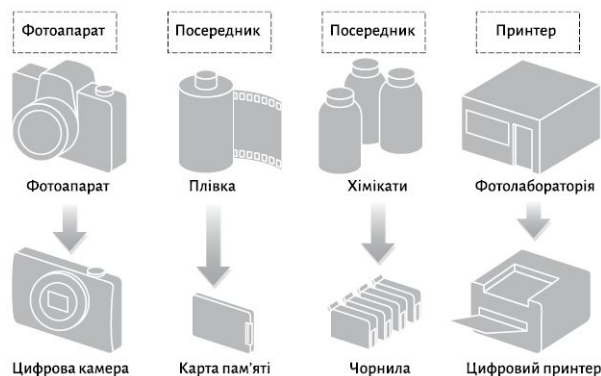 Фотоапарат Посередник Посередник Принтер
Фотоапарат Плівка Хімікати Фотолабораторія
Цифрова камера Карта пам'яті Чорнила Цифровий принтер